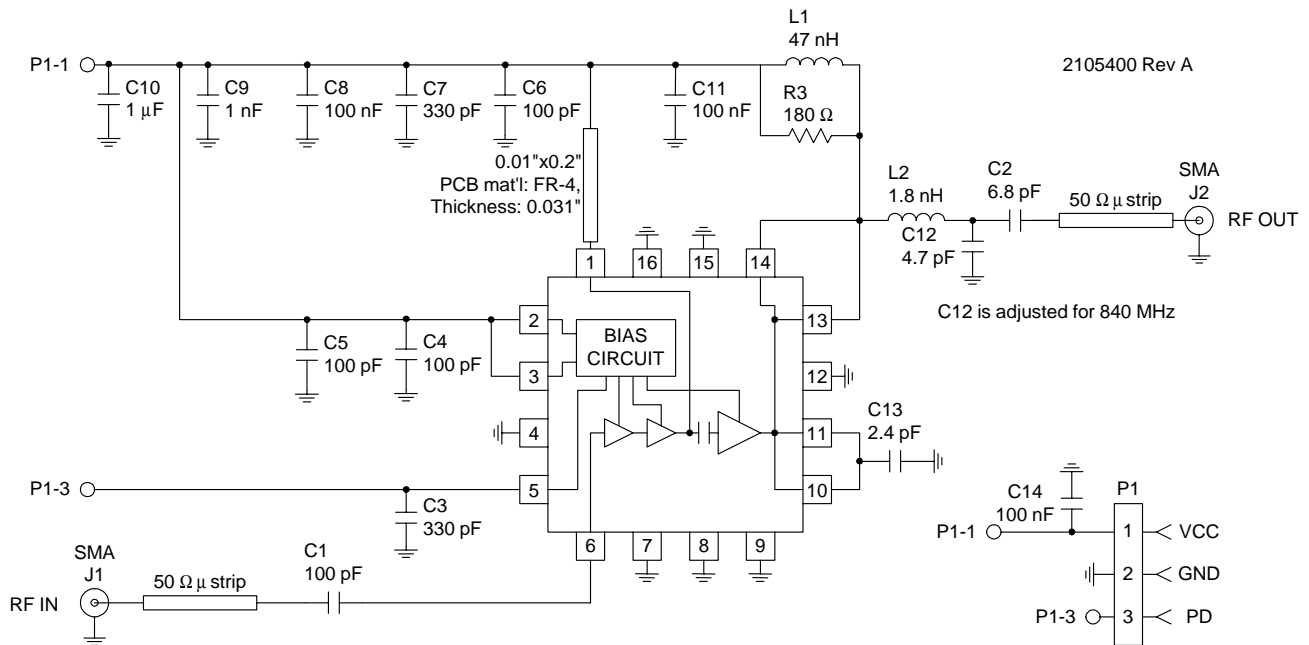 L1
47 nH
P1-1
2105400 Rev A
C10
1 µF
C9
1 nF
C8
100 nF
C7
330 pF
C6
100 pF
C11
100 nF
R3
180 Ω
0.01"x0.2"
PCB mat'l: FR-4,
Thickness: 0.031"
L2
1.8 nH
C2
6.8 pF
SMA
J2
50 Ω µ strip
RF OUT
C12
4.7 pF
1
16
15
14
C12 is adjusted for 840 MHz
2
13
BIAS
CIRCUIT
C5
100 pF
C4
100 pF
3
12
4
11
C13
2.4 pF
P1-3
5
10
C3
330 pF
6
7
8
9
SMA
J1
RF IN
50 Ω µ strip
C1
100 pF
C14
100 nF
P1
P1-1
1
VCC
2
GND
P1-3
3
PD